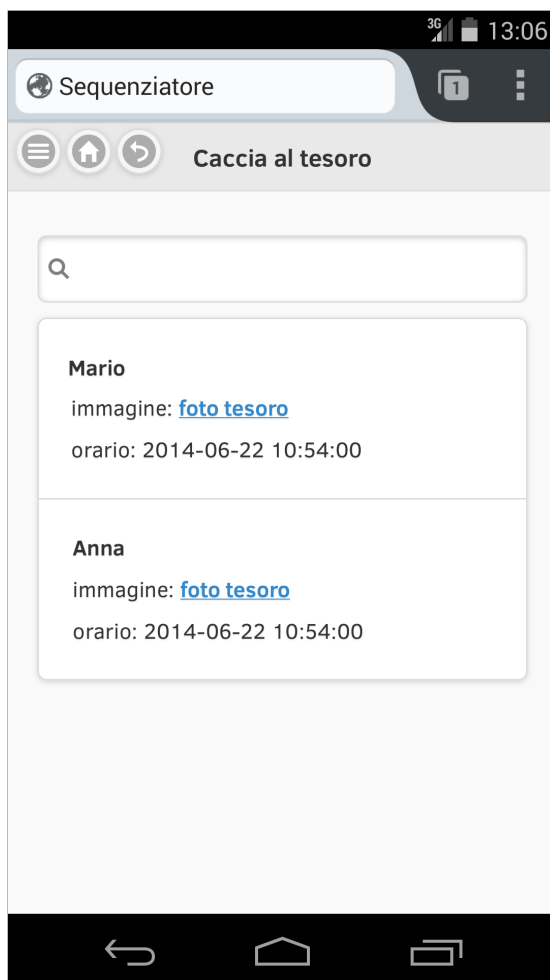 3G 13:06
Sequenziatore 1
Caccia al tesoro
Mario
immagine: foto tesoro
orario: 2014-06-22 10:54:00
Anna
immagine: foto tesoro
orario: 2014-06-22 10:54:00